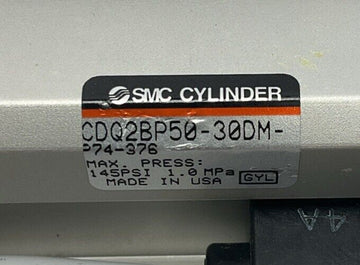 SMC CYLINDER
CDQ2BP50-30DM-
P74-376
MAX. PRESS:
145PSI 1.0 MPa
MADE IN USA GYL